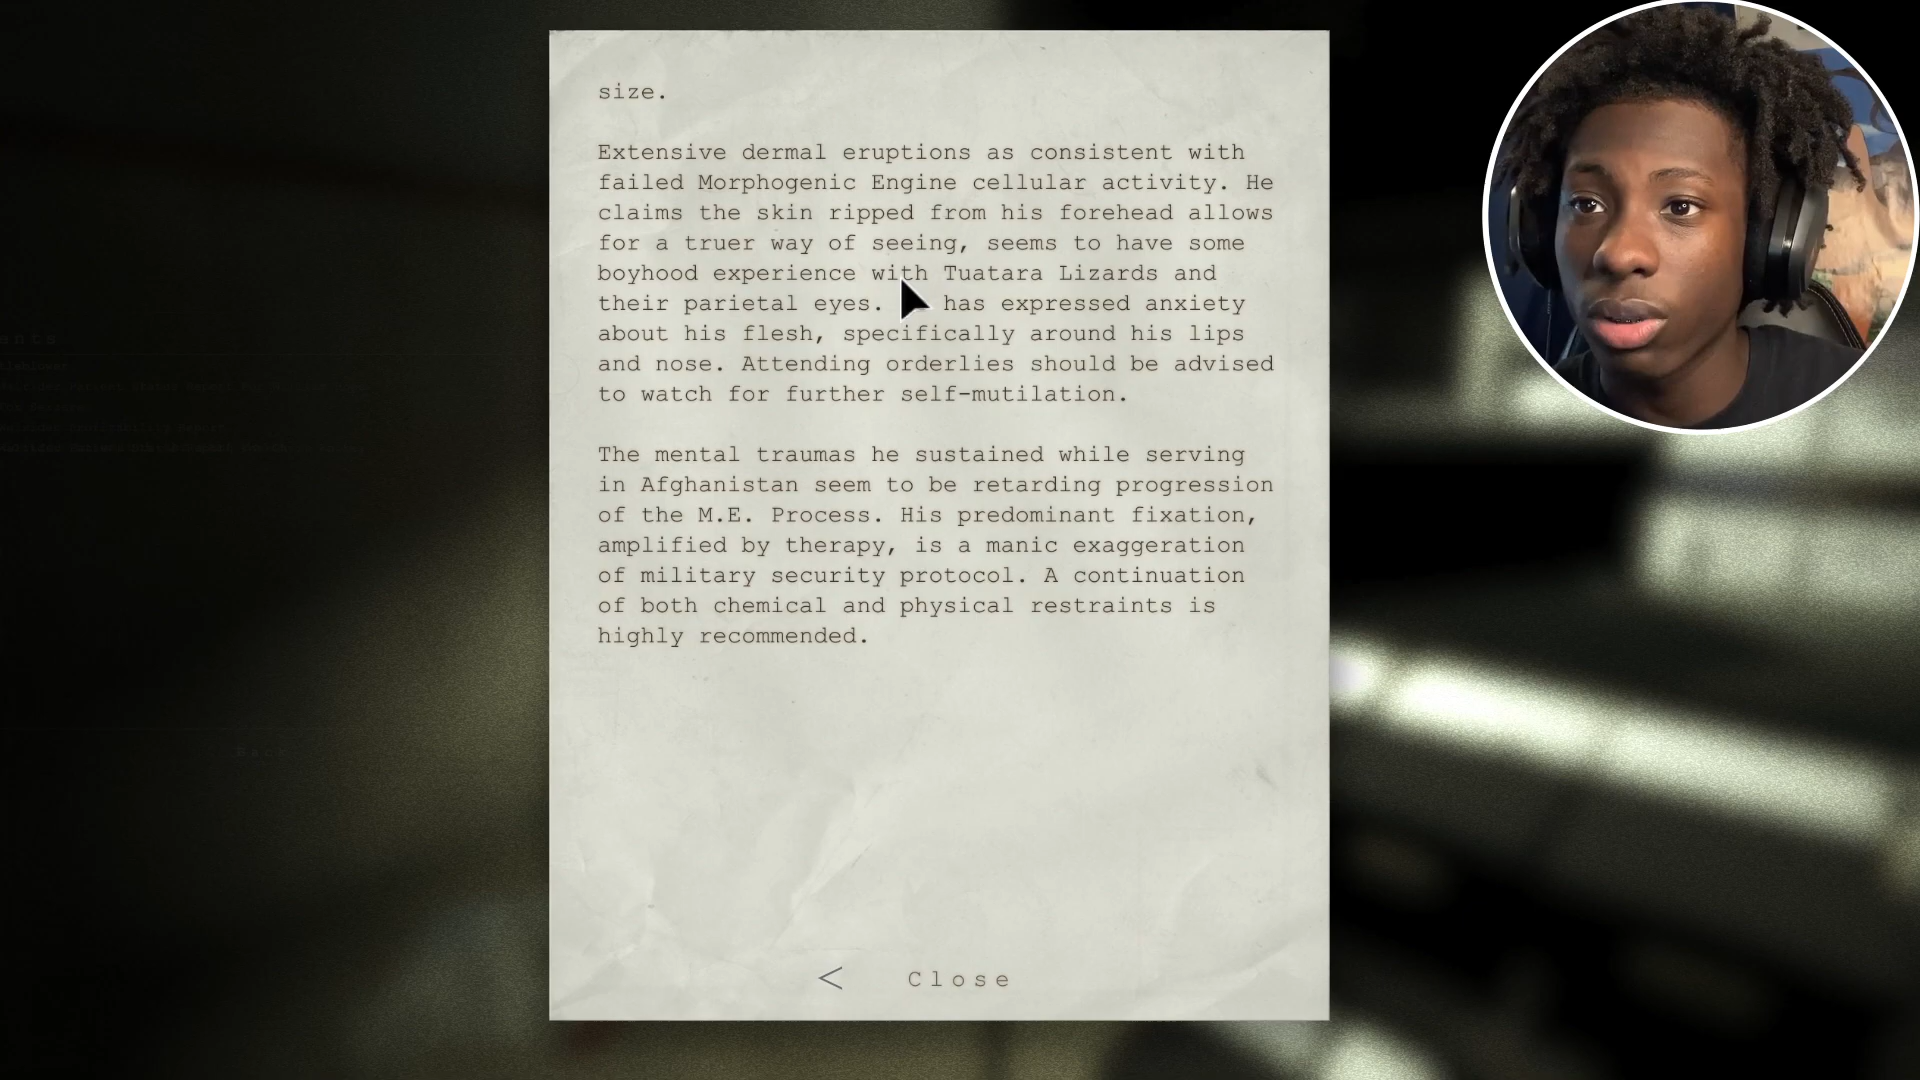 size.
Extensive dermal eruptions as consistent with
failed Morphogenic Engine cellular activity. He
claims the skin ripped from his forehead allows
for a truer way of seeing, seems to have some
boyhood experience with Tuatara Lizards and
their parietal eyes. has expressed anxiety
about his flesh, specifically around his lips
and nose. Attending orderlies should be advised
to watch for further self-mutilation.
The mental traumas he sustained while serving
in Afghanistan seem to be retarding progression
of the M.E. Process. His predominant fixation,
amplified by therapy, is a manic exaggeration
of military security protocol. A continuation
of both chemical and physical restraints is
highly recommended.
< Close
Back